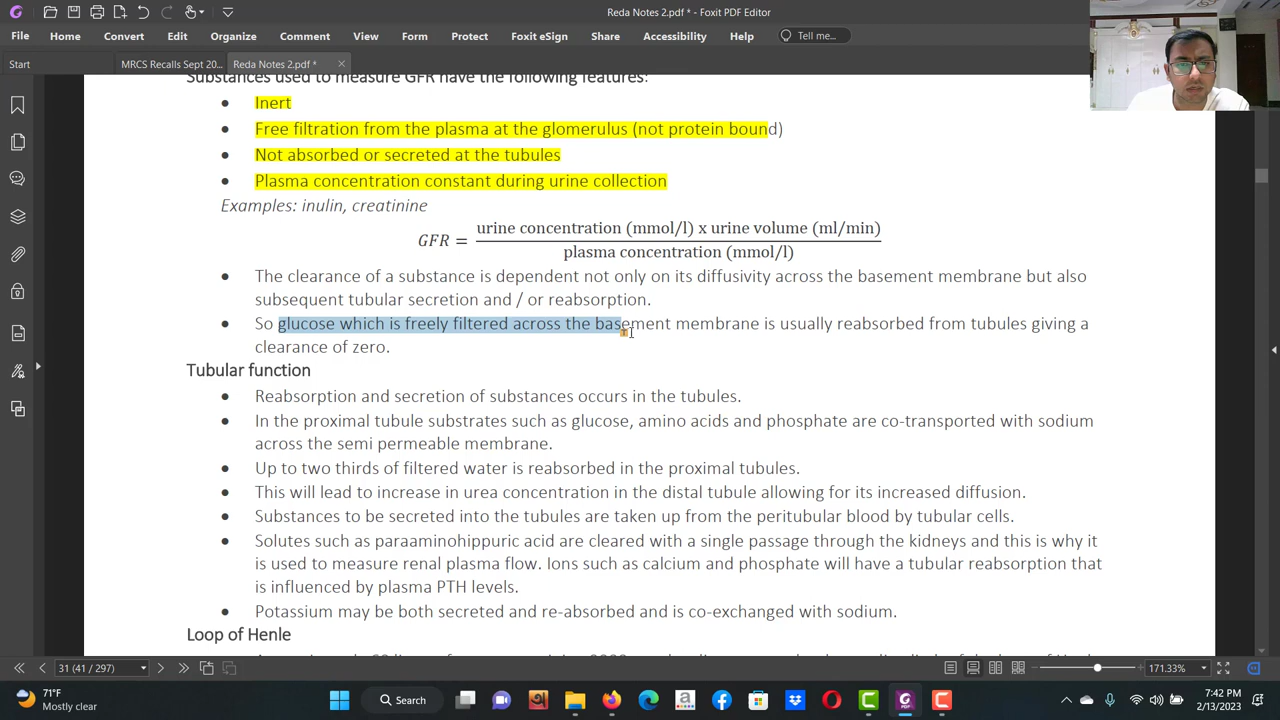 Reda Notes 2.pdf * - Foxit PDF Editor
File Home Convert Edit Organize Comment View Form Protect Foxit eSign Share Accessibility Help Tell me...
Start MRCS Recalls Sept 20... Reda Notes 2.pdf *
Substances used to measure GFR have the following features:
• Inert
• Free filtration from the plasma at the glomerulus (not protein bound)
• Not absorbed or secreted at the tubules
• Plasma concentration constant during urine collection
Examples: inulin, creatinine
urine concentration (mmol/l) x urine volume (ml/min)
GFR =
plasma concentration (mmol/l)
• The clearance of a substance is dependent not only on its diffusivity across the basement membrane but also
subsequent tubular secretion and / or reabsorption.
• So glucose which is freely filtered across the basement membrane is usually reabsorbed from tubules giving a
clearance of zero.
Tubular function
• Reabsorption and secretion of substances occurs in the tubules.
• In the proximal tubule substrates such as glucose, amino acids and phosphate are co-transported with sodium
across the semi permeable membrane.
• Up to two thirds of filtered water is reabsorbed in the proximal tubules.
• This will lead to increase in urea concentration in the distal tubule allowing for its increased diffusion.
• Substances to be secreted into the tubules are taken up from the peritubular blood by tubular cells.
• Solutes such as paraaminohippuric acid are cleared with a single passage through the kidneys and this is why it
is used to measure renal plasma flow. Ions such as calcium and phosphate will have a tubular reabsorption that
is influenced by plasma PTH levels.
• Potassium may be both secreted and re-absorbed and is co-exchanged with sodium.
Loop of Henle
31 (41 / 297) 171.33%
71°F
Mostly clear
Search
7:42 PM
2/13/2023